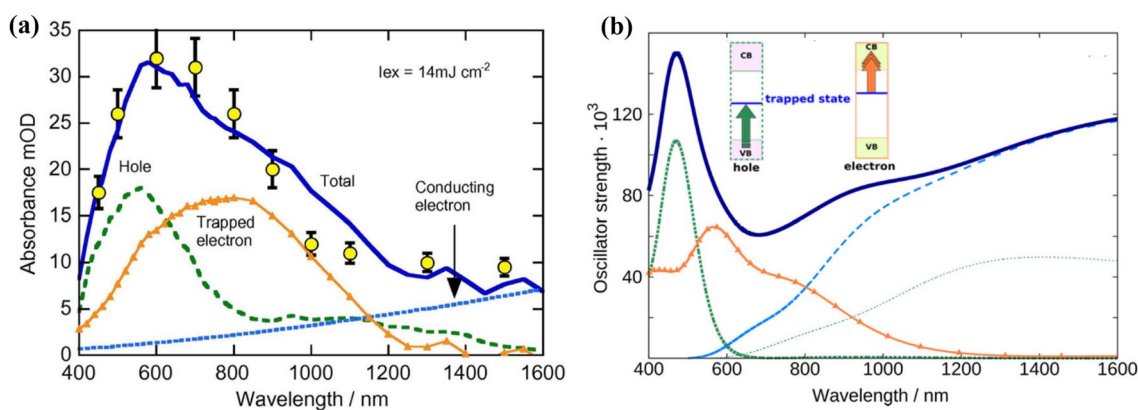 (a)
35
30
25
20
15
10
5
0
Absorbance mOD
Iex = 14mJ cm⁻²
Hole
Total
Conducting
electron
Trapped
electron
400 600 800 1000 1200 1400 1600
Wavelength / nm
(b)
120
80
40
Oscillator strength · 10³
CB
CB
trapped state
VB
VB
hole
electron
400 600 800 1000 1200 1400 1600
Wavelength / nm